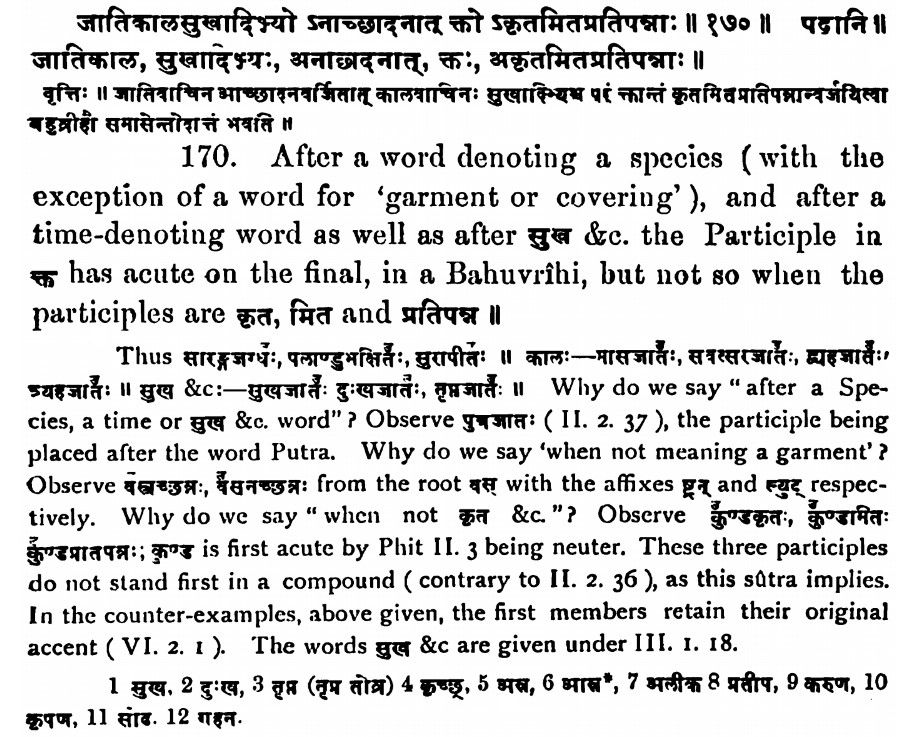 जातिकालसुखादिभ्यो ऽनाच्छादनात् क्तो ऽकृतमितप्रतिपन्नाः ॥ १७० ॥ पदानि ॥
जातिकाल, सुखादिभ्यः, अनाच्छादनात्, क्तः, अकृतमितप्रतिपन्नाः ॥
वृत्तिः ॥ जातिवाचिन आच्छादनवर्जितात् कालवाचिनः सुखादिभ्यश्च परं क्तान्तं कृतमितप्रतिपन्नान्वर्जयित्वा
बहुव्रीहौ समासेन्तोदात्तं भवति ॥
170. After a word denoting a species (with the
exception of a word for 'garment or covering'), and after a
time-denoting word as well as after सुख &c. the Participle in
क्त has acute on the final, in a Bahuvrîhi, but not so when the
participles are कृत, मित and प्रतिपन्न ॥
Thus सारङ्गजग्धः॑, पलाण्डुभक्षितः॑, सुरापीतः॑ ॥ कालः—मासजातः॑, सवत्सरजातः॑, द्व्यहजातः॑,
त्र्यहजातः॑ ॥ सुख &c:—सुखजातः॑ दुःखजातः॑, तृप्रजातः॑ ॥ Why do we say "after a Spe-
cies, a time or सुख &c. word"? Observe पुत्रजातः (II. 2. 37), the participle being
placed after the word Putra. Why do we say 'when not meaning a garment'?
Observe व॑स्त्रच्छन्नः, व॑सनच्छन्नः from the root वस् with the affixes ष्ट्रन् and ल्युट् respec-
tively. Why do we say "when not कृत &c."? Observe कु॑ण्डकृतः, कु॑ण्डमितः
कु॑ण्डप्रतिपन्नः; कुण्ड is first acute by Phit II. 3 being neuter. These three participles
do not stand first in a compound (contrary to II. 2. 36), as this sûtra implies.
In the counter-examples, above given, the first members retain their original
accent (VI. 2. 1). The words सुख &c are given under III. 1. 18.
1 सुख, 2 दुःख, 3 तृप्त (तृप्र तीव्र) 4 कृच्छ्र, 5 अस्र, 6 आस्र*, 7 अलीक 8 प्रतीप, 9 करुण, 10
कृपण, 11 सोढ. 12 गहन.